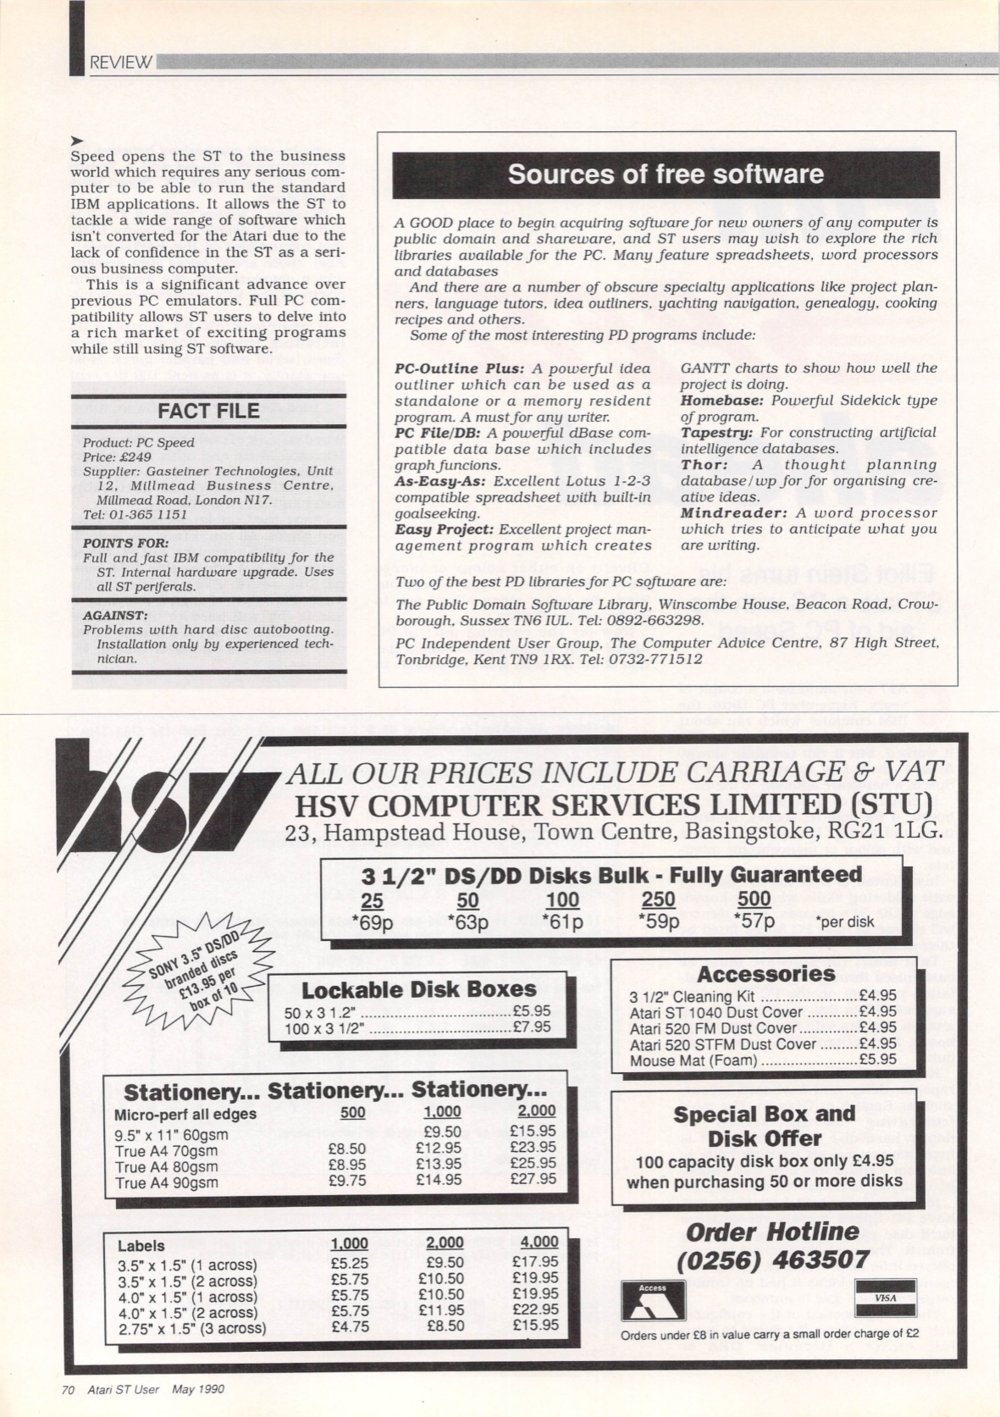 REVIEW
➤
Speed opens the ST to the business
world which requires any serious com-
puter to be able to run the standard
IBM applications. It allows the ST to
tackle a wide range of software which
isn't converted for the Atari due to the
lack of confidence in the ST as a seri-
ous business computer.
This is a significant advance over
previous PC emulators. Full PC com-
patibility allows ST users to delve into
a rich market of exciting programs
while still using ST software.
FACT FILE
Product: PC Speed
Price: £249
Supplier: Gasteiner Technologies, Unit
12, Millmead Business Centre,
Millmead Road, London N17.
Tel: 01-365 1151
POINTS FOR:
Full and fast IBM compatibility for the
ST. Internal hardware upgrade. Uses
all ST perjferals.
AGAINST:
Problems with hard disc autobooting.
Installation only by experienced tech-
nician.
Sources of free software
A GOOD place to begin acquiring software for new owners of any computer is
public domain and shareware, and ST users may wish to explore the rich
libraries available for the PC. Many feature spreadsheets, word processors
and databases
And there are a number of obscure specialty applications like project plan-
ners, language tutors, idea outliners, yachting navigation, genealogy, cooking
recipes and others.
Some of the most interesting PD programs include:
PC-Outline Plus: A powerful idea
outliner which can be used as a
standalone or a memory resident
program. A must for any writer.
PC File/DB: A powerful dBase com-
patible data base which includes
graph funcions.
As-Easy-As: Excellent Lotus 1-2-3
compatible spreadsheet with built-in
goalseeking.
Easy Project: Excellent project man-
agement program which creates
GANTT charts to show how well the
project is doing.
Homebase: Powerful Sidekick type
of program.
Tapestry: For constructing artificial
intelligence databases.
Thor: A thought planning
database/wp for for organising cre-
ative ideas.
Mindreader: A word processor
which tries to anticipate what you
are writing.
Two of the best PD libraries for PC software are:
The Public Domain Software Library, Winscombe House, Beacon Road, Crow-
borough, Sussex TN6 IUL. Tel: 0892-663298.
PC Independent User Group, The Computer Advice Centre, 87 High Street,
Tonbridge, Kent TN9 1RX. Tel: 0732-771512
hsv
ALL OUR PRICES INCLUDE CARRIAGE & VAT
HSV COMPUTER SERVICES LIMITED (STU)
23, Hampstead House, Town Centre, Basingstoke, RG21 1LG.
3 1/2" DS/DD Disks Bulk - Fully Guaranteed
25 50 100 250 500
*69p *63p *61p *59p *57p *per disk
SONY 3.5" DS/DD
branded discs
£13.95 per
box of 10
Lockable Disk Boxes
50 x 3 1.2" ................................£5.95
100 x 3 1/2" ..............................£7.95
Accessories
3 1/2" Cleaning Kit ......................£4.95
Atari ST 1040 Dust Cover ...........£4.95
Atari 520 FM Dust Cover.............£4.95
Atari 520 STFM Dust Cover ........£4.95
Mouse Mat (Foam)......................£5.95
Stationery... Stationery... Stationery...
Micro-perf all edges 500 1,000 2,000
9.5" x 11" 60gsm £9.50 £15.95
True A4 70gsm £8.50 £12.95 £23.95
True A4 80gsm £8.95 £13.95 £25.95
True A4 90gsm £9.75 £14.95 £27.95
Special Box and
Disk Offer
100 capacity disk box only £4.95
when purchasing 50 or more disks
Labels 1,000 2,000 4,000
3.5" x 1.5" (1 across) £5.25 £9.50 £17.95
3.5" x 1.5" (2 across) £5.75 £10.50 £19.95
4.0" x 1.5" (1 across) £5.75 £10.50 £19.95
4.0" x 1.5" (2 across) £5.75 £11.95 £22.95
2.75" x 1.5" (3 across) £4.75 £8.50 £15.95
Order Hotline
(0256) 463507
Access
VISA
Orders under £8 in value carry a small order charge of £2
70 Atari ST User May 1990